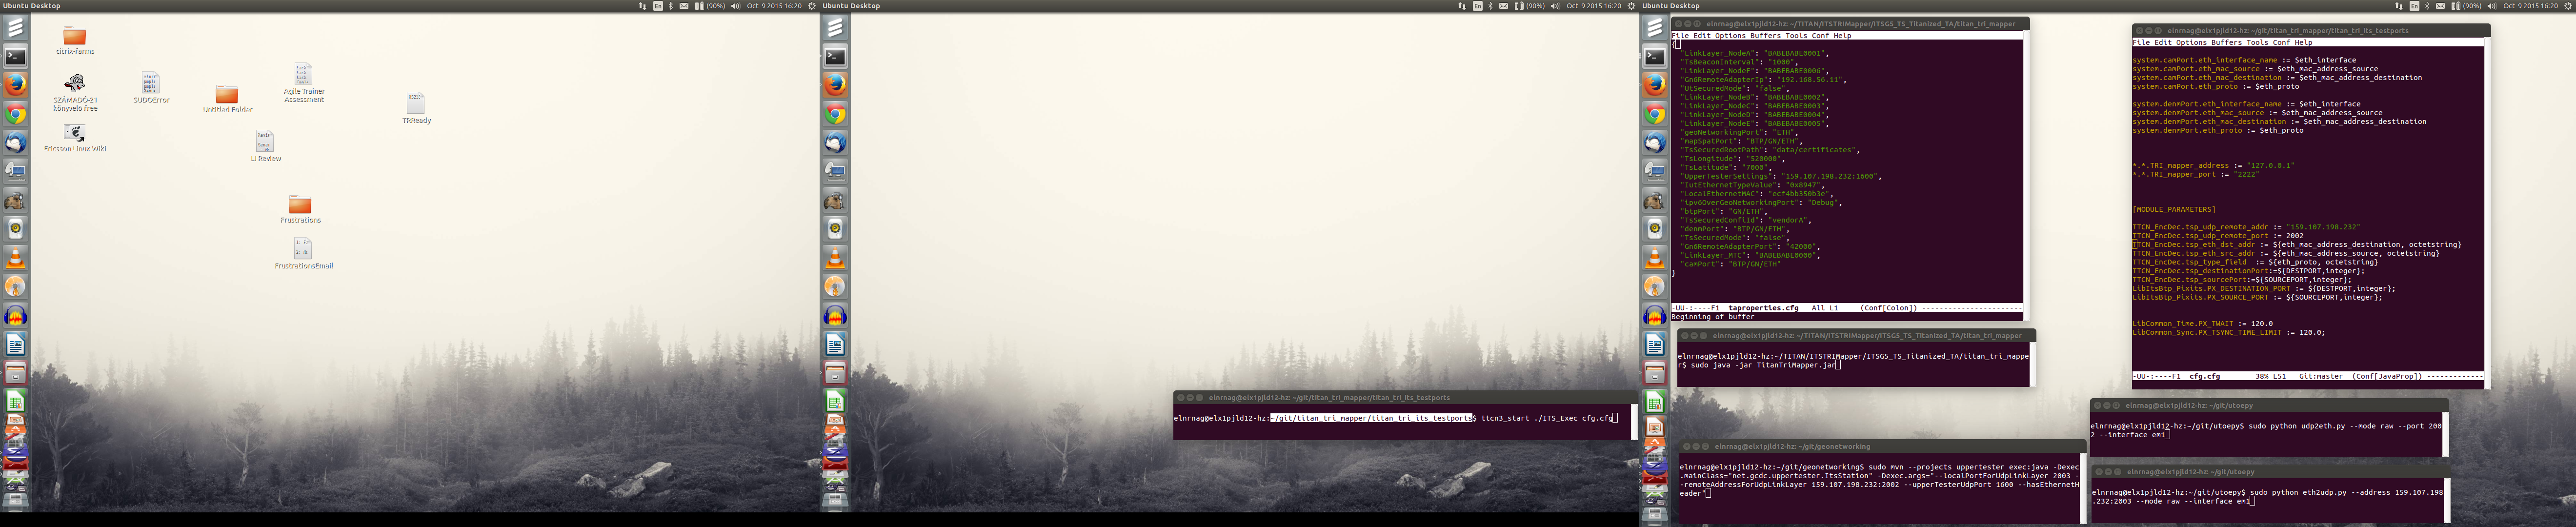 Ubuntu Desktop
En
(90%)
Oct 9 2015 16:20
citrix-farms
SZÁMADÓ-21
könyvelő free
SUDOError
Untitled Folder
Agile Trainer
Assessment
TRReady
Ericsson Linux Wiki
LI Review
Frustrations
FrustrationsEmail
Ubuntu Desktop
En
(90%)
Oct 9 2015 16:20
elnrnag@elx1pjld12-hz: ~/git/titan_tri_mapper/titan_tri_its_testports
elnrnag@elx1pjld12-hz:~/git/titan_tri_mapper/titan_tri_its_testports$ ttcn3_start ./ITS_Exec cfg.cfg
Ubuntu Desktop
En
(90%)
Oct 9 2015 16:20
elnrnag@elx1pjld12-hz: ~/TITAN/ITSTRIMapper/ITSGS_TS_Titanized_TA/titan_tri_mapper
File Edit Options Buffers Tools Conf Help
{
"LinkLayer_NodeA": "BABEBABE0001",
"TsBeaconInterval": "1000",
"LinkLayer_NodeF": "BABEBABE0006",
"Gn6RemoteAdapterIp": "192.168.56.11",
"UtSecuredMode": "false",
"LinkLayer_NodeB": "BABEBABE0002",
"LinkLayer_NodeC": "BABEBABE0003",
"LinkLayer_NodeD": "BABEBABE0004",
"LinkLayer_NodeE": "BABEBABE0005",
"geoNetworkingPort": "ETH",
"mapSpatPort": "BTP/GN/ETH",
"TsSecuredRootPath": "data/certificates",
"TsLongitude": "520000",
"TsLatitude": "7000",
"UpperTesterSettings": "159.107.198.232:1600",
"IutEthernetTypeValue": "0x8947",
"LocalEthernetMAC": "ecf4bb350b3e",
"ipv6OverGeoNetworkingPort": "Debug",
"btpPort": "GN/ETH",
"TsSecuredConfiId": "vendorA",
"denmPort": "BTP/GN/ETH",
"TsSecuredMode": "false",
"Gn6RemoteAdapterPort": "42000",
"LinkLayer_MTC": "BABEBABE0000",
"camPort": "BTP/GN/ETH"
}
-UU-:----F1 taproperties.cfg All L1 (Conf[Colon]) -----------------------
Beginning of buffer
elnrnag@elx1pjld12-hz: ~/TITAN/ITSTRIMapper/ITSGS_TS_Titanized_TA/titan_tri_mapper
elnrnag@elx1pjld12-hz:~/TITAN/ITSTRIMapper/ITSGS_TS_Titanized_TA/titan_tri_mappe
r$ sudo java -jar TitanTriMapper.jar
elnrnag@elx1pjld12-hz: ~/git/geonetworking
elnrnag@elx1pjld12-hz:~/git/geonetworking$ sudo mvn --projects uppertester exec:java -Dexec
.mainClass="net.gcdc.uppertester.ItsStation" -Dexec.args="--localPortForUdpLinkLayer 2003 -
-remoteAddressForUdpLinkLayer 159.107.198.232:2002 --upperTesterUdpPort 1600 --hasEthernetH
eader"
elnrnag@elx1pjld12-hz: ~/git/titan_tri_mapper/titan_tri_its_testports
File Edit Options Buffers Tools Conf Help
system.camPort.eth_interface_name := $eth_interface
system.camPort.eth_mac_source := $eth_mac_address_source
system.camPort.eth_mac_destination := $eth_mac_address_destination
system.camPort.eth_proto := $eth_proto
system.denmPort.eth_interface_name := $eth_interface
system.denmPort.eth_mac_source := $eth_mac_address_source
system.denmPort.eth_mac_destination := $eth_mac_address_destination
system.denmPort.eth_proto := $eth_proto
*.*.TRI_mapper_address := "127.0.0.1"
*.*.TRI_mapper_port := "2222"
[MODULE_PARAMETERS]
TTCN_EncDec.tsp_udp_remote_addr := "159.107.198.232"
TTCN_EncDec.tsp_udp_remote_port := 2002
TTCN_EncDec.tsp_eth_dst_addr := ${eth_mac_address_destination, octetstring}
TTCN_EncDec.tsp_eth_src_addr := ${eth_mac_address_source, octetstring}
TTCN_EncDec.tsp_type_field := ${eth_proto, octetstring}
TTCN_EncDec.tsp_destinationPort:=${DESTPORT,integer};
TTCN_EncDec.tsp_sourcePort:=${SOURCEPORT,integer};
LibItsBtp_Pixits.PX_DESTINATION_PORT := ${DESTPORT,integer};
LibItsBtp_Pixits.PX_SOURCE_PORT := ${SOURCEPORT,integer};
LibCommon_Time.PX_TWAIT := 120.0
LibCommon_Sync.PX_TSYNC_TIME_LIMIT := 120.0;
-UU-:----F1 cfg.cfg 38% L51 Git:master (Conf[JavaProp]) -------------
elnrnag@elx1pjld12-hz: ~/git/utoepy
elnrnag@elx1pjld12-hz:~/git/utoepy$ sudo python udp2eth.py --mode raw --port 200
2 --interface em1
elnrnag@elx1pjld12-hz: ~/git/utoepy
elnrnag@elx1pjld12-hz:~/git/utoepy$ sudo python eth2udp.py --address 159.107.198
.232:2003 --mode raw --interface em1